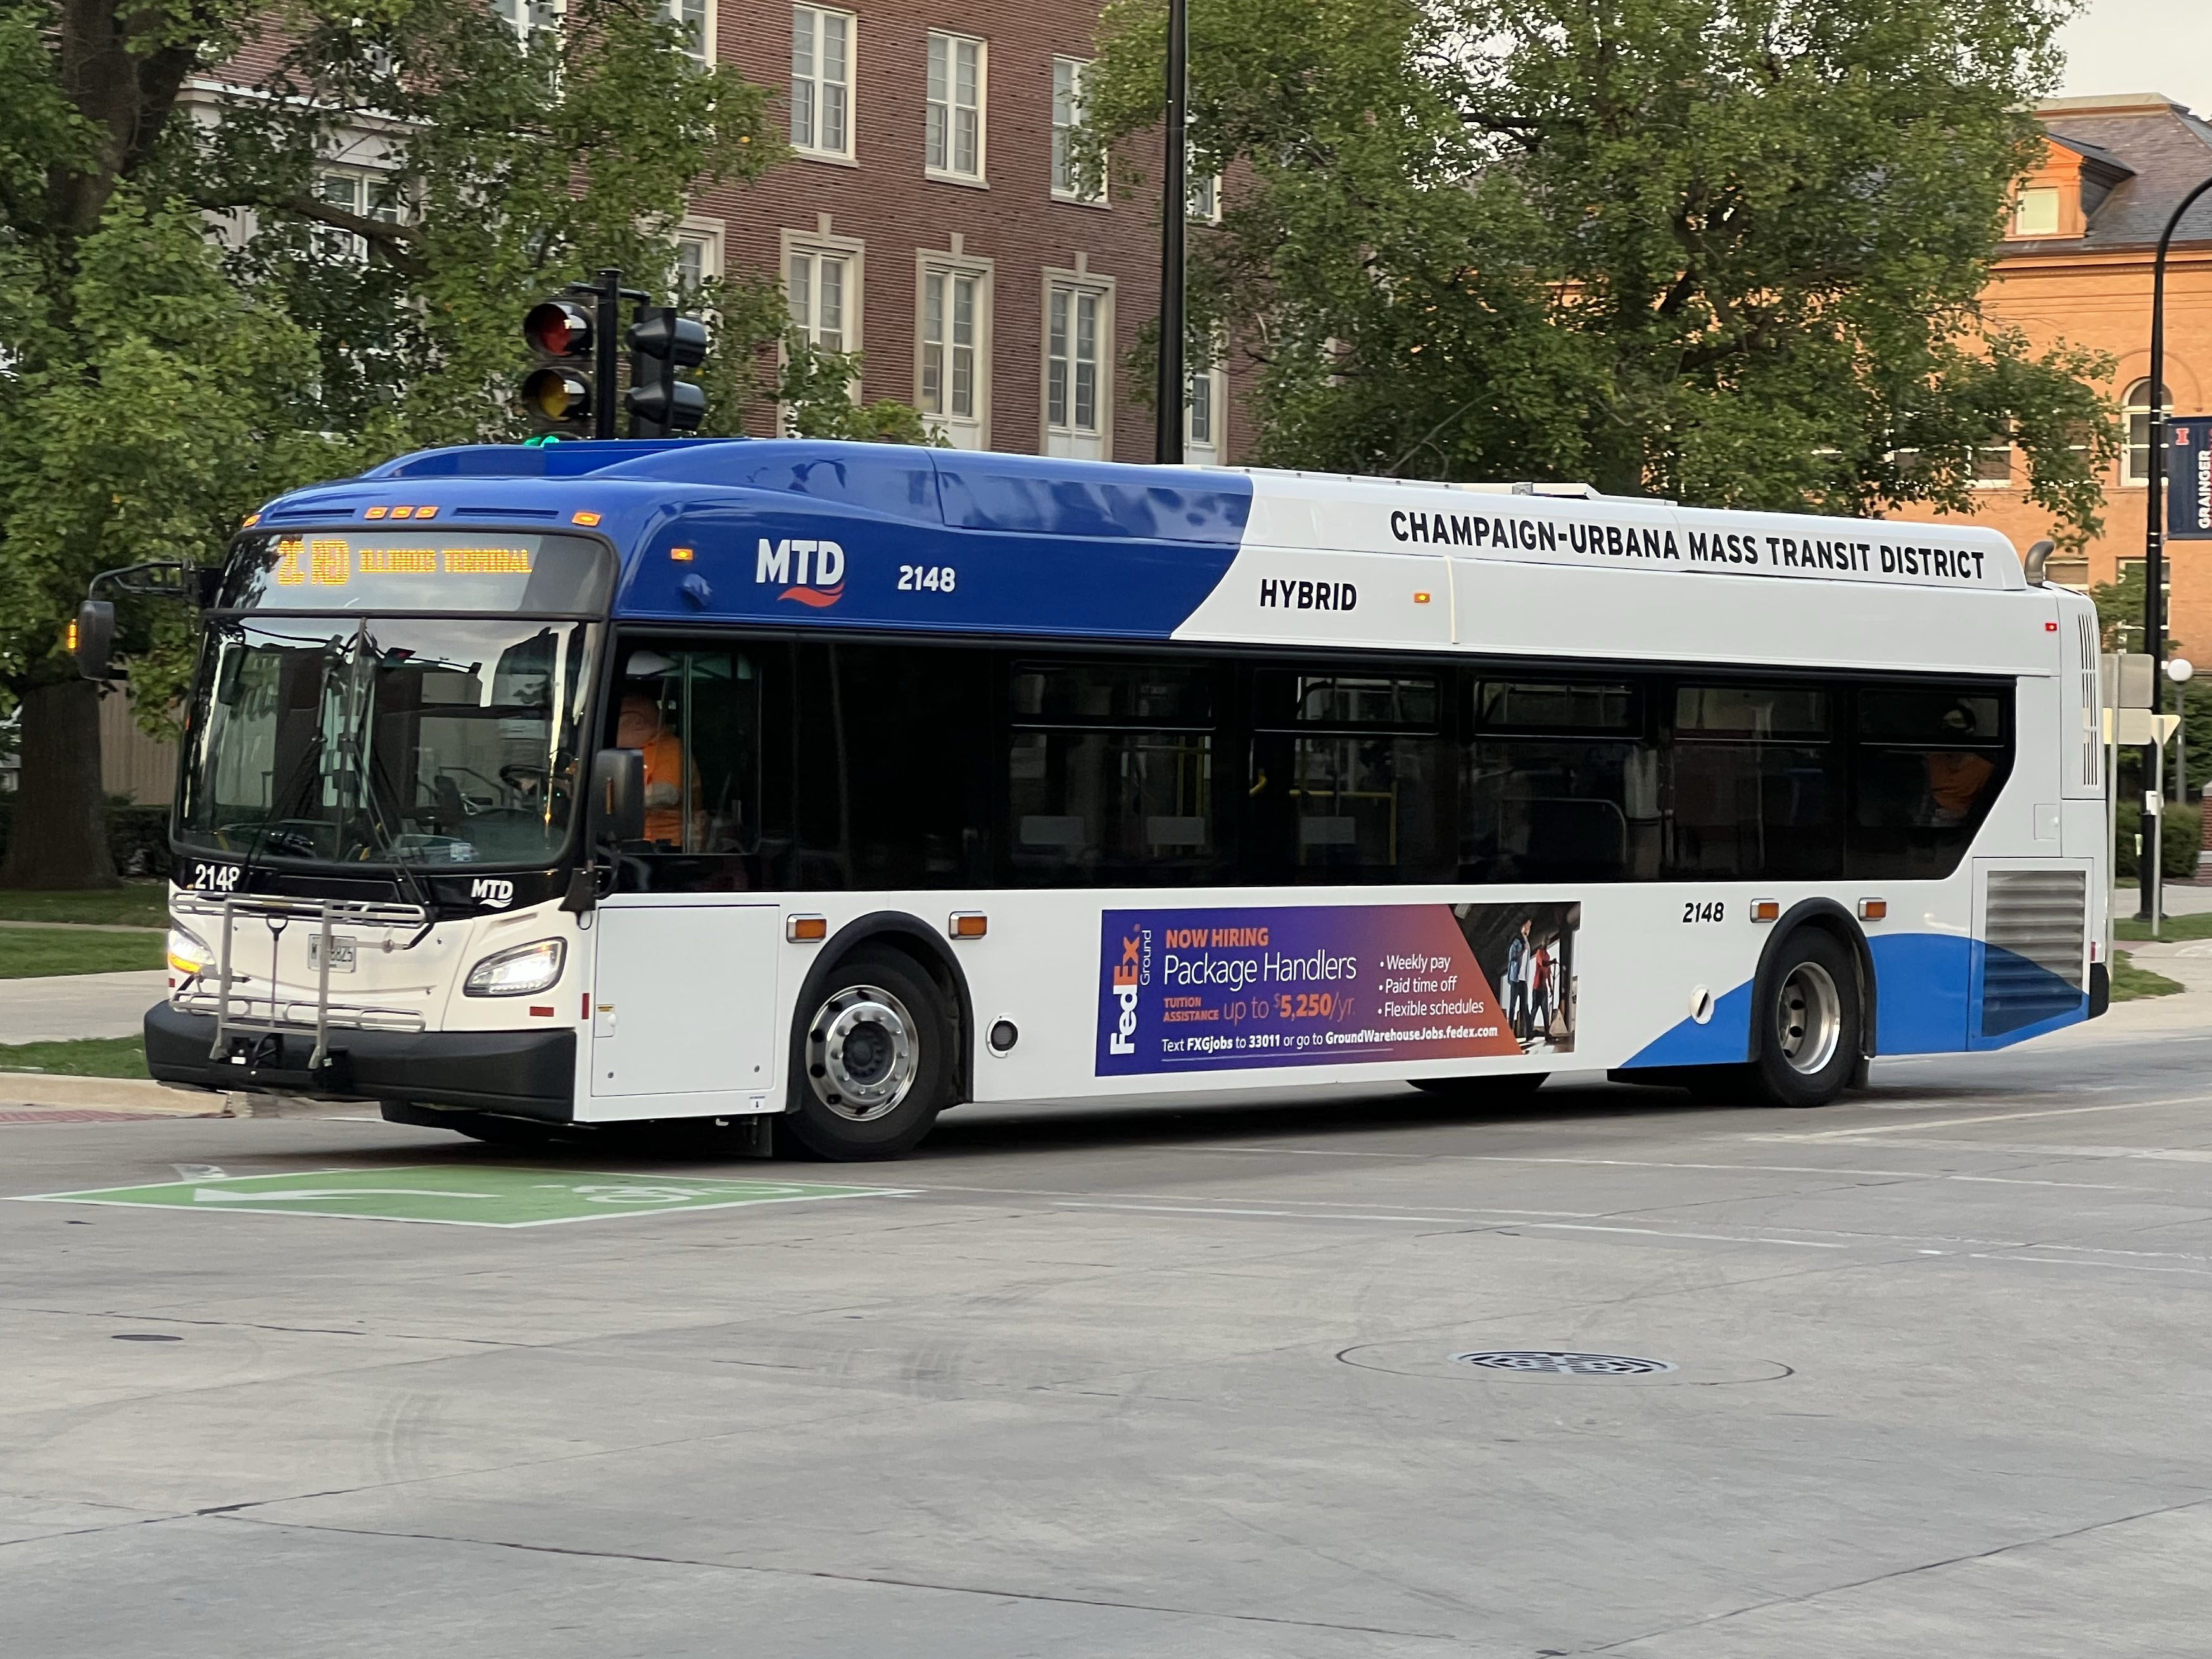 2C RED ILLINOIS TERMINAL
MTD
2148
HYBRID
CHAMPAIGN-URBANA MASS TRANSIT DISTRICT
I
GRAINGER
2148
MTD
FedEx
Ground
NOW HIRING
Package Handlers
TUITION
ASSISTANCE
up to $5,250/yr.
• Weekly pay
• Paid time off
• Flexible schedules
Text FXGjobs to 33011 or go to GroundWarehouseJobs.fedex.com
2148